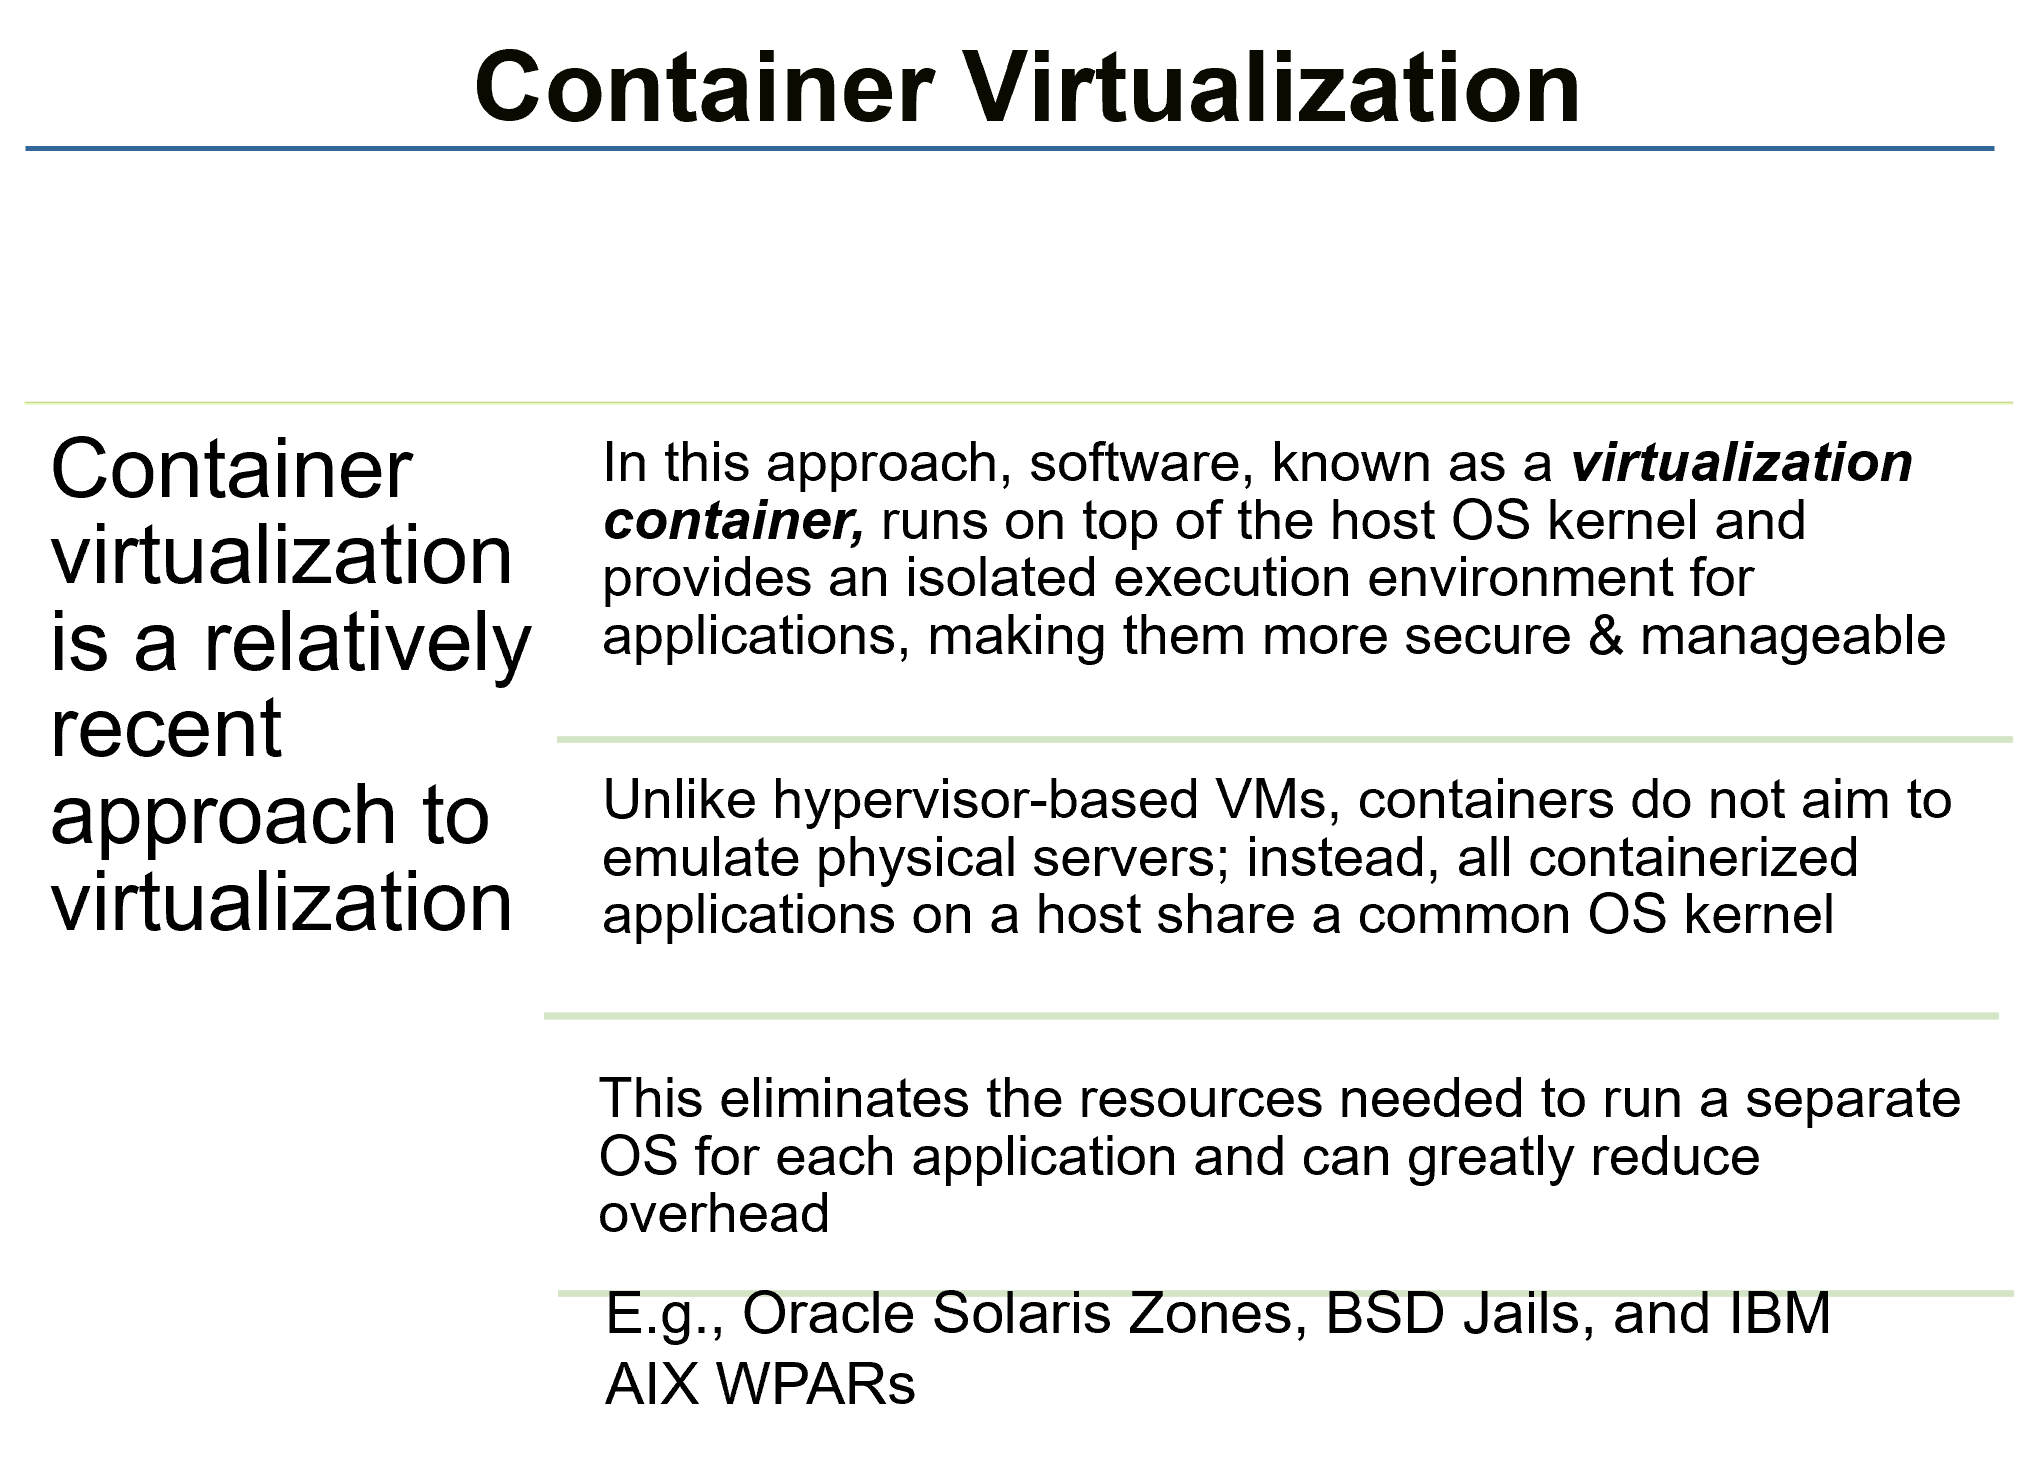 Container Virtualization
Container
virtualization
is a relatively
recent
approach to
virtualization
In this approach, software, known as a virtualization
container, runs on top of the host OS kernel and
provides an isolated execution environment for
applications, making them more secure & manageable
Unlike hypervisor-based VMs, containers do not aim to
emulate physical servers; instead, all containerized
applications on a host share a common OS kernel
This eliminates the resources needed to run a separate
OS for each application and can greatly reduce
overhead
E.g., Oracle Solaris Zones, BSD Jails, and IBM
AIX WPARs